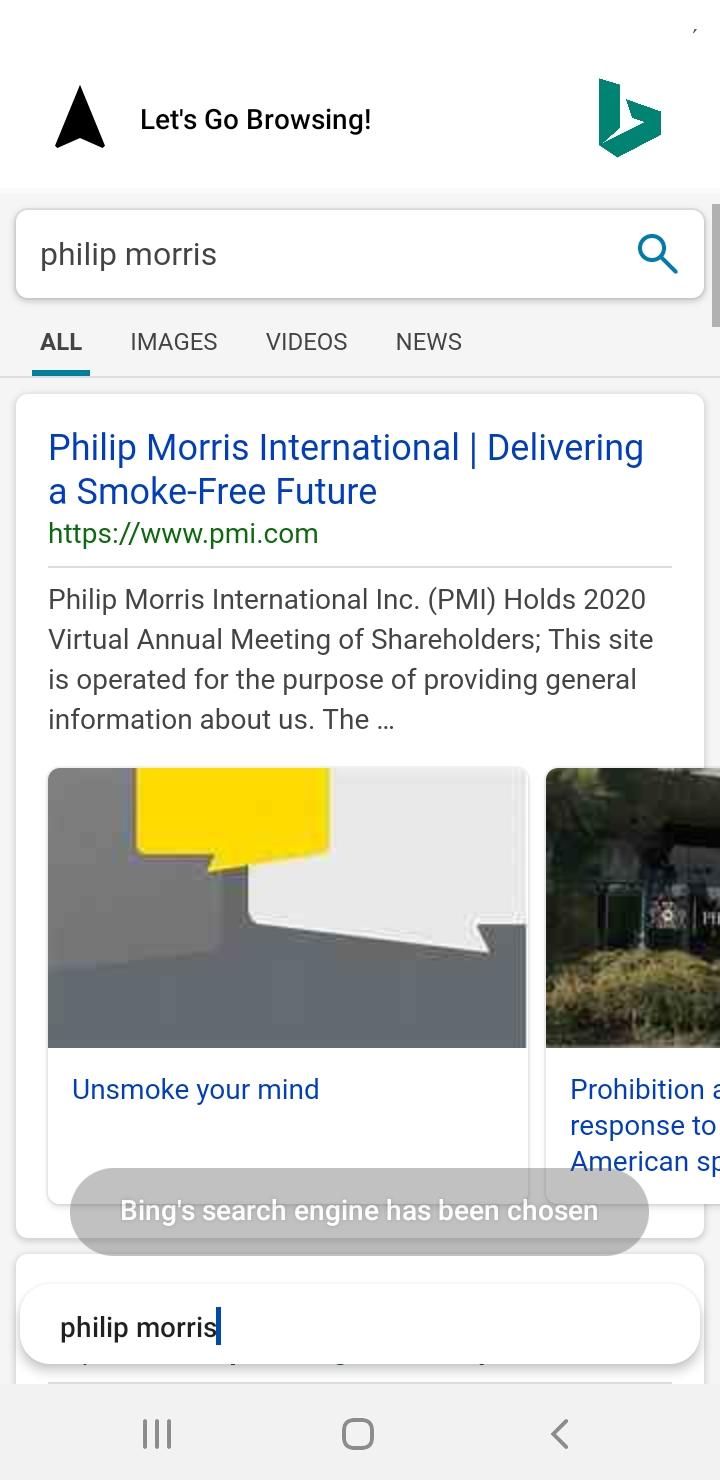 Let's Go Browsing!
philip morris
ALL IMAGES VIDEOS NEWS
Philip Morris International | Delivering
a Smoke-Free Future
https://www.pmi.com
Philip Morris International Inc. (PMI) Holds 2020
Virtual Annual Meeting of Shareholders; This site
is operated for the purpose of providing general
information about us. The ...
Unsmoke your mind
Prohibition
response to
American
Bing's search engine has been chosen
philip morris